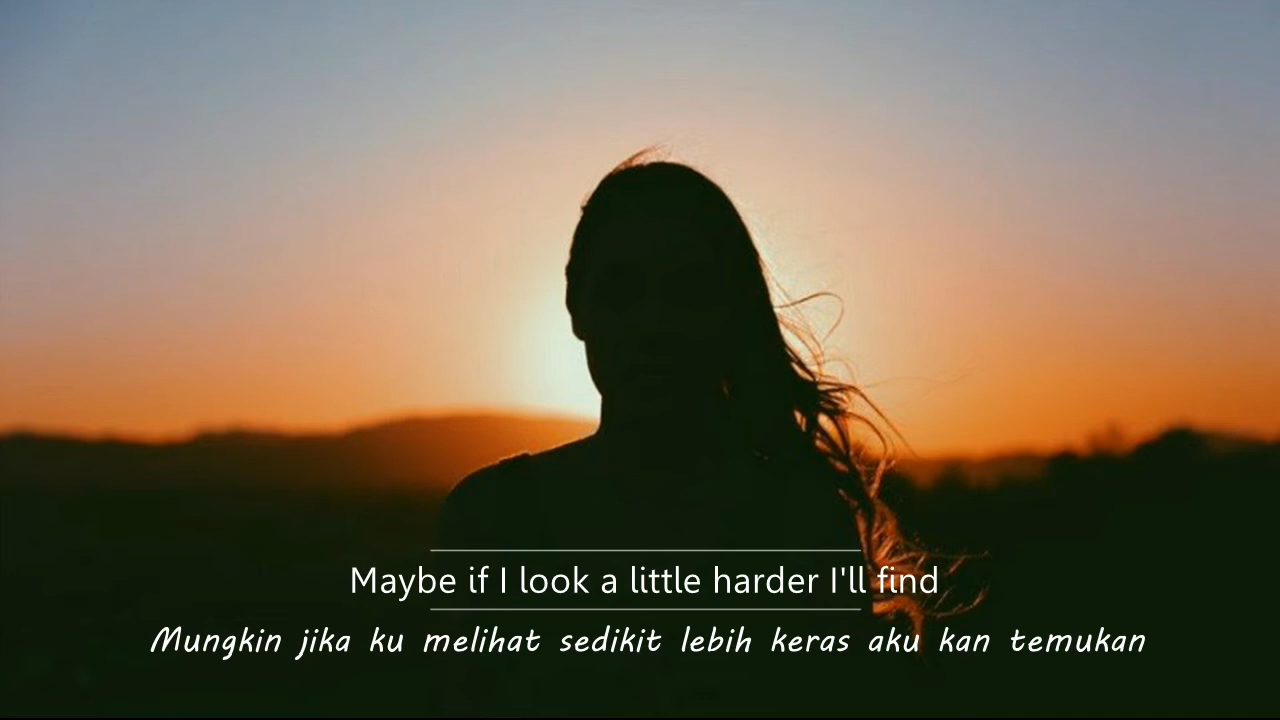 Maybe if I look a little harder I'll find
Mungkin jika ku melihat sedikit lebih keras aku kan temukan